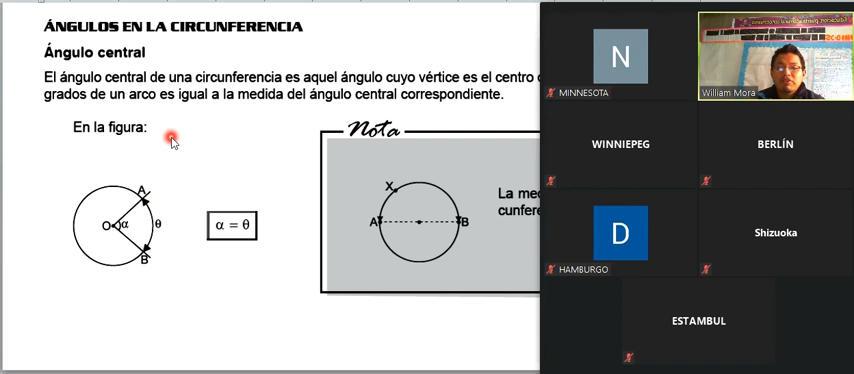 ÁNGULOS EN LA CIRCUNFERENCIA
Ángulo central
El ángulo central de una circunferencia es aquel ángulo cuyo vértice es el centro
grados de un arco es igual a la medida del ángulo central correspondiente.
En la figura:
Nota
A
O
α
θ
B
α = θ
X
A
B
La
cunfere
N
MINNESOTA
William Mora
WINNIEPEG
BERLÍN
D
HAMBURGO
Shizuoka
ESTAMBUL